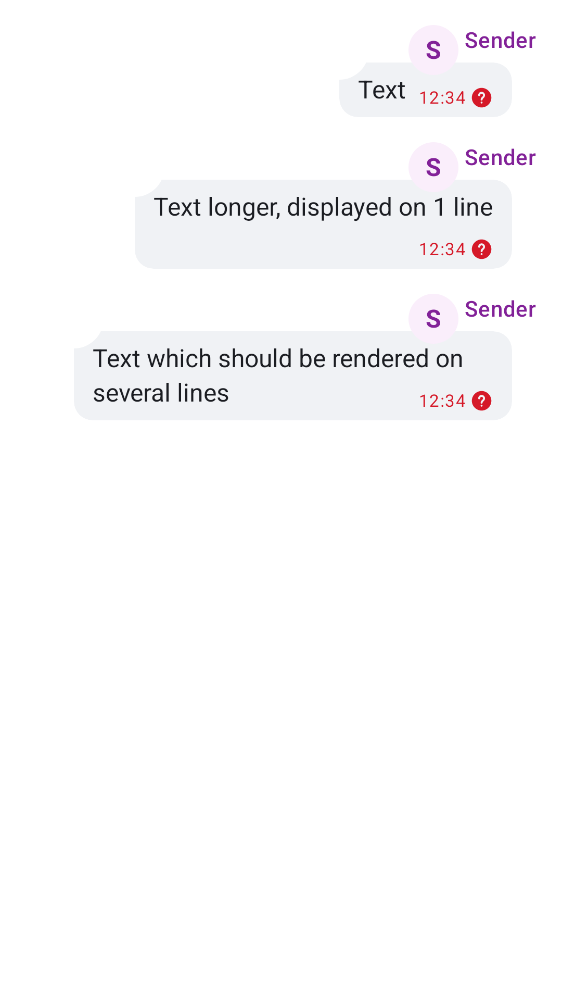 S Sender
Text 12:34 ?
S Sender
Text longer, displayed on 1 line
12:34 ?
S Sender
Text which should be rendered on
several lines 12:34 ?